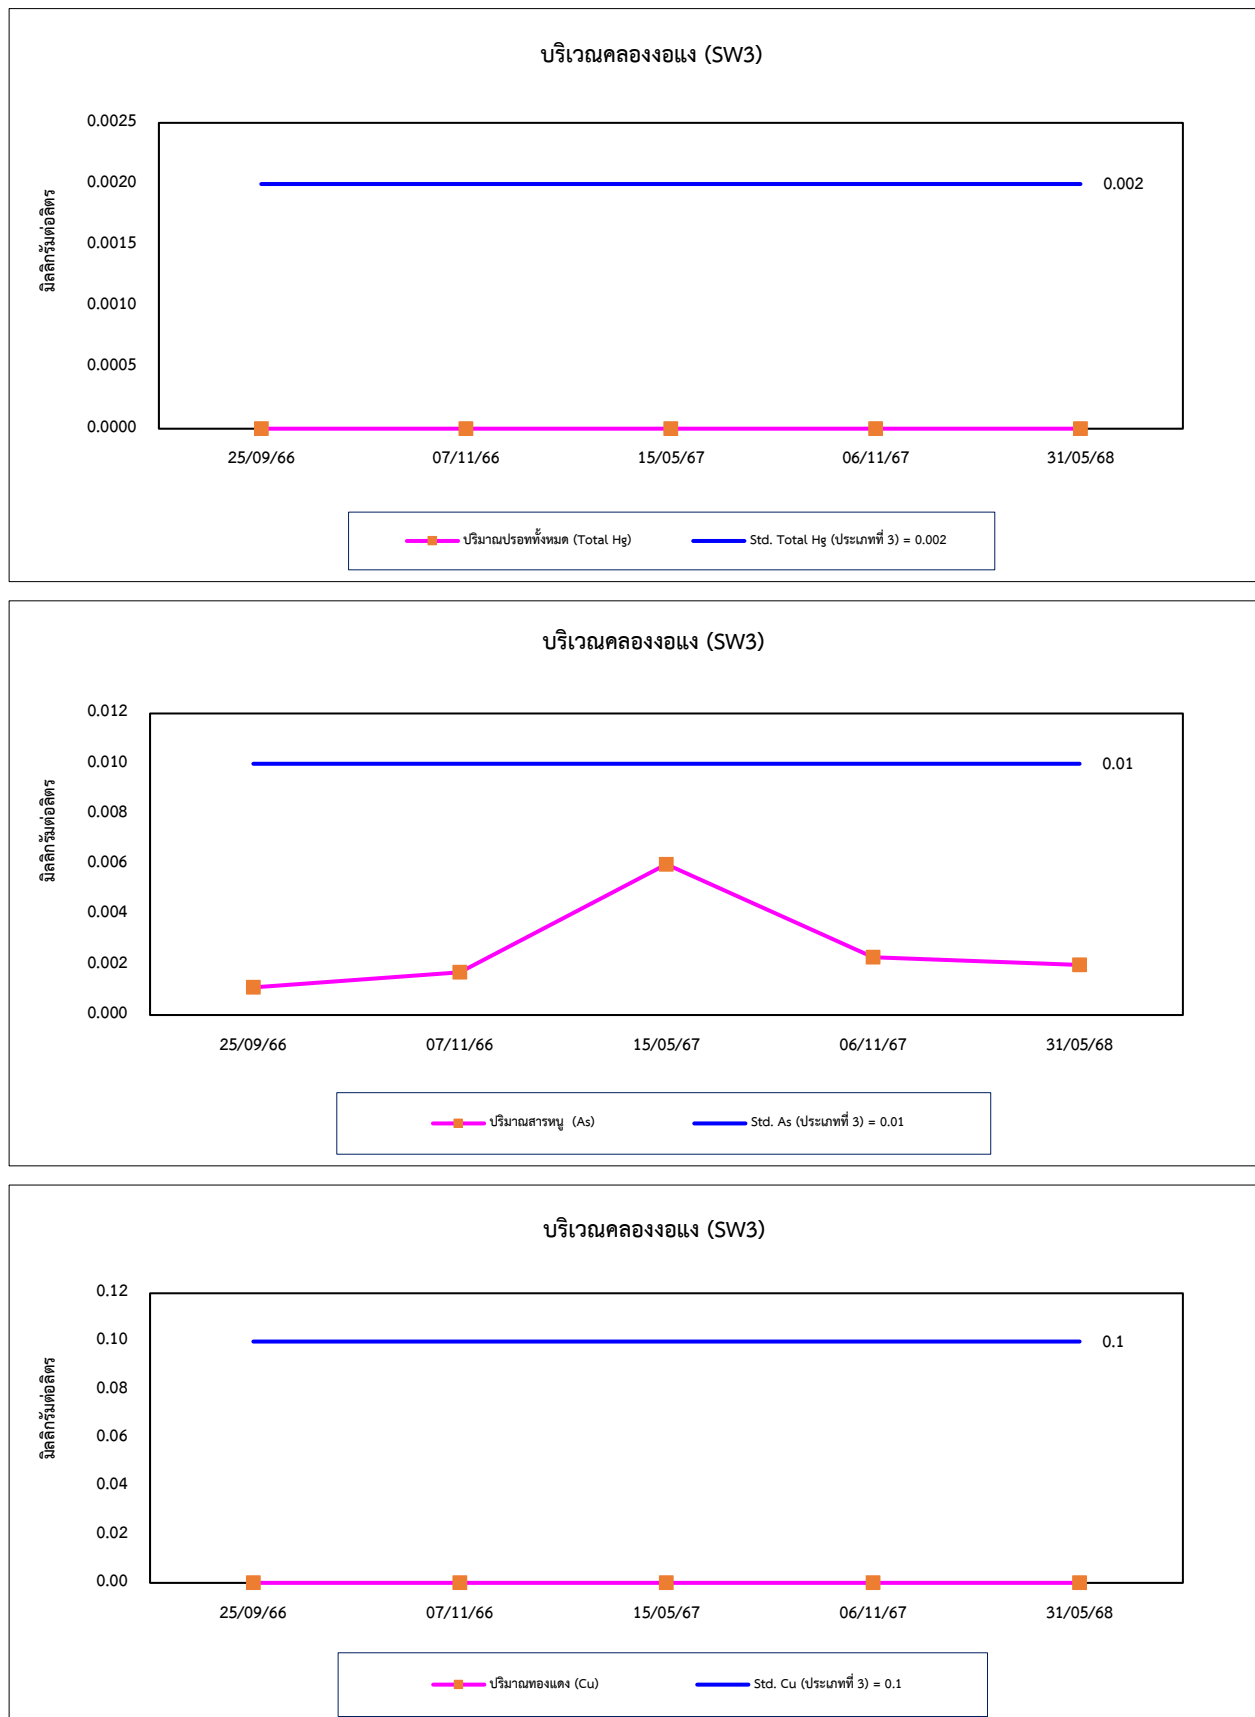 บริเวณคลองงอแง (SW3)
มิลลิกรัมต่อลิตร
0.0025
0.0020
0.0015
0.0010
0.0005
0.0000
0.002
25/09/66 07/11/66 15/05/67 06/11/67 31/05/68
ปริมาณปรอททั้งหมด (Total Hg) Std. Total Hg (ประเภทที่ 3) = 0.002
บริเวณคลองงอแง (SW3)
มิลลิกรัมต่อลิตร
0.012
0.010
0.008
0.006
0.004
0.002
0.000
0.01
25/09/66 07/11/66 15/05/67 06/11/67 31/05/68
ปริมาณสารหนู (As) Std. As (ประเภทที่ 3) = 0.01
บริเวณคลองงอแง (SW3)
มิลลิกรัมต่อลิตร
0.12
0.10
0.08
0.06
0.04
0.02
0.00
0.1
25/09/66 07/11/66 15/05/67 06/11/67 31/05/68
ปริมาณทองแดง (Cu) Std. Cu (ประเภทที่ 3) = 0.1